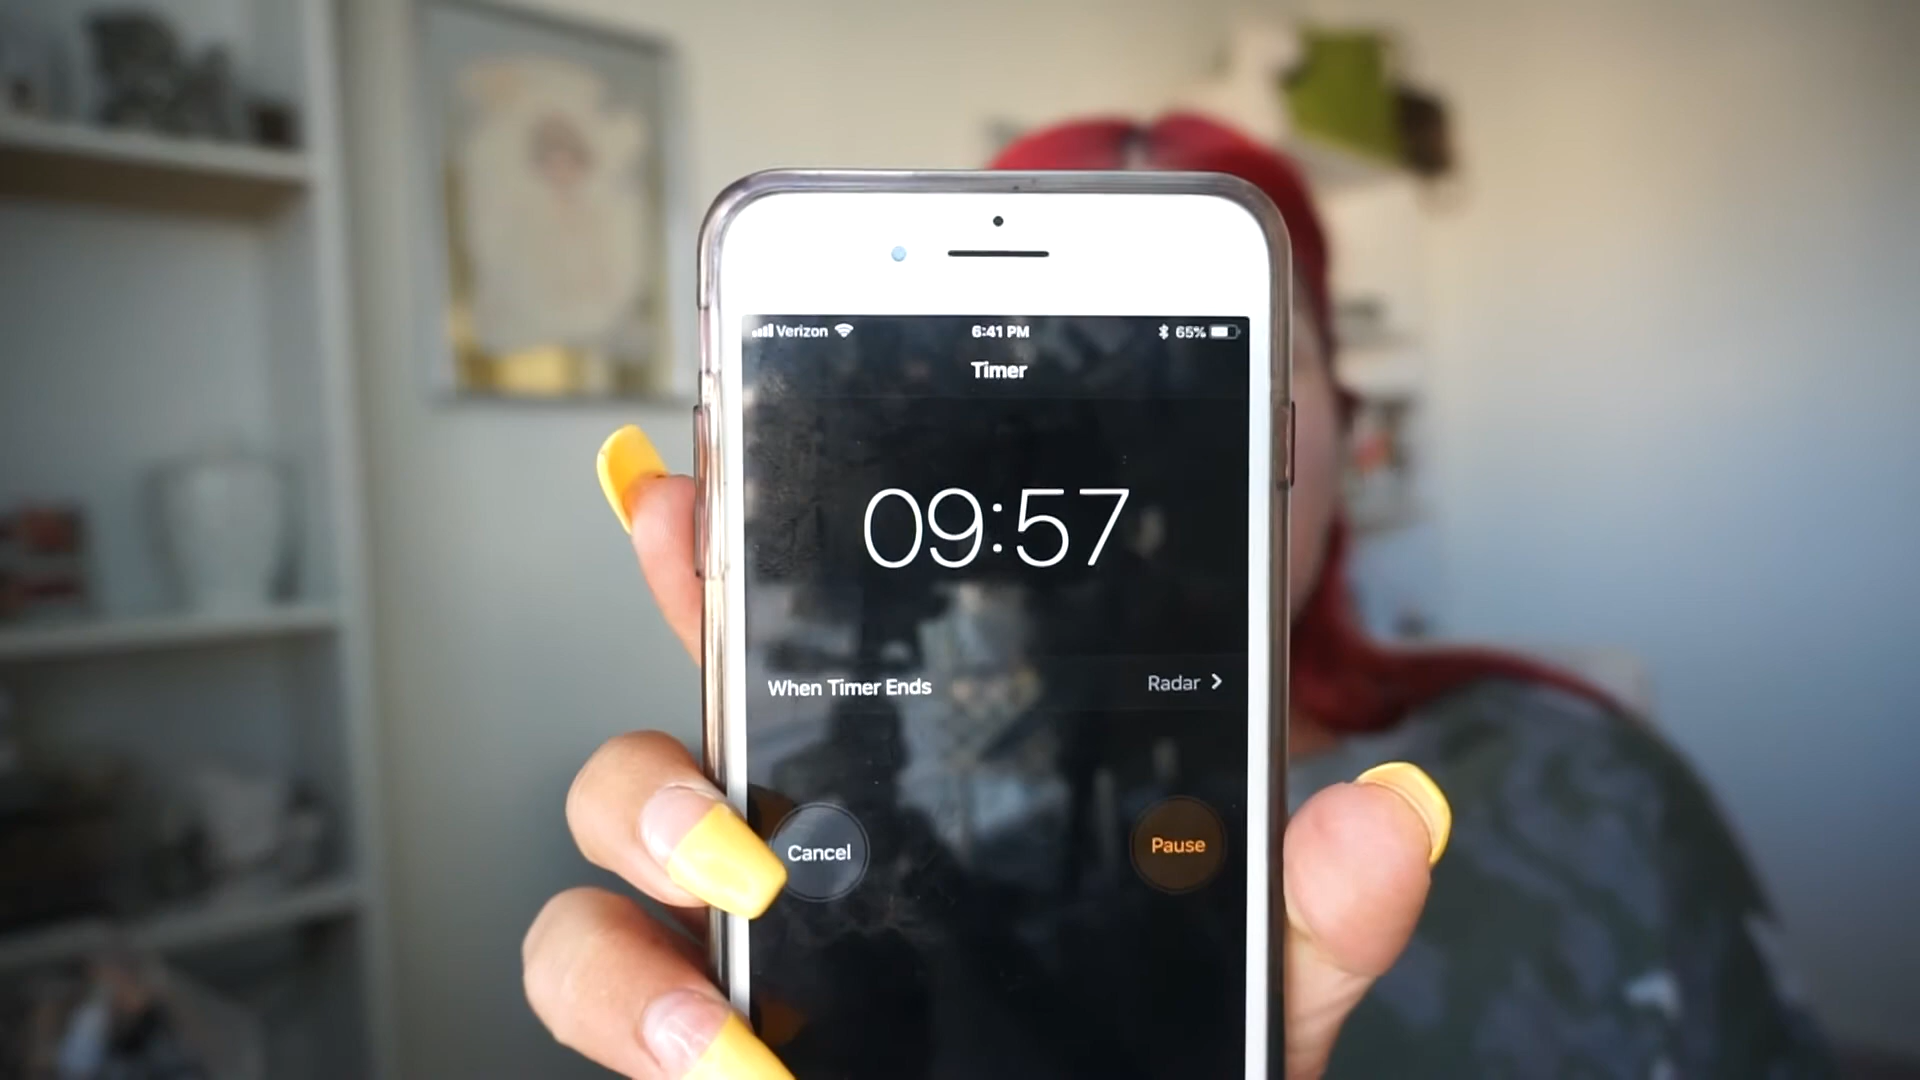 Verizon 6:41 PM 65%
Timer
09:57
When Timer Ends Radar >
Cancel Pause